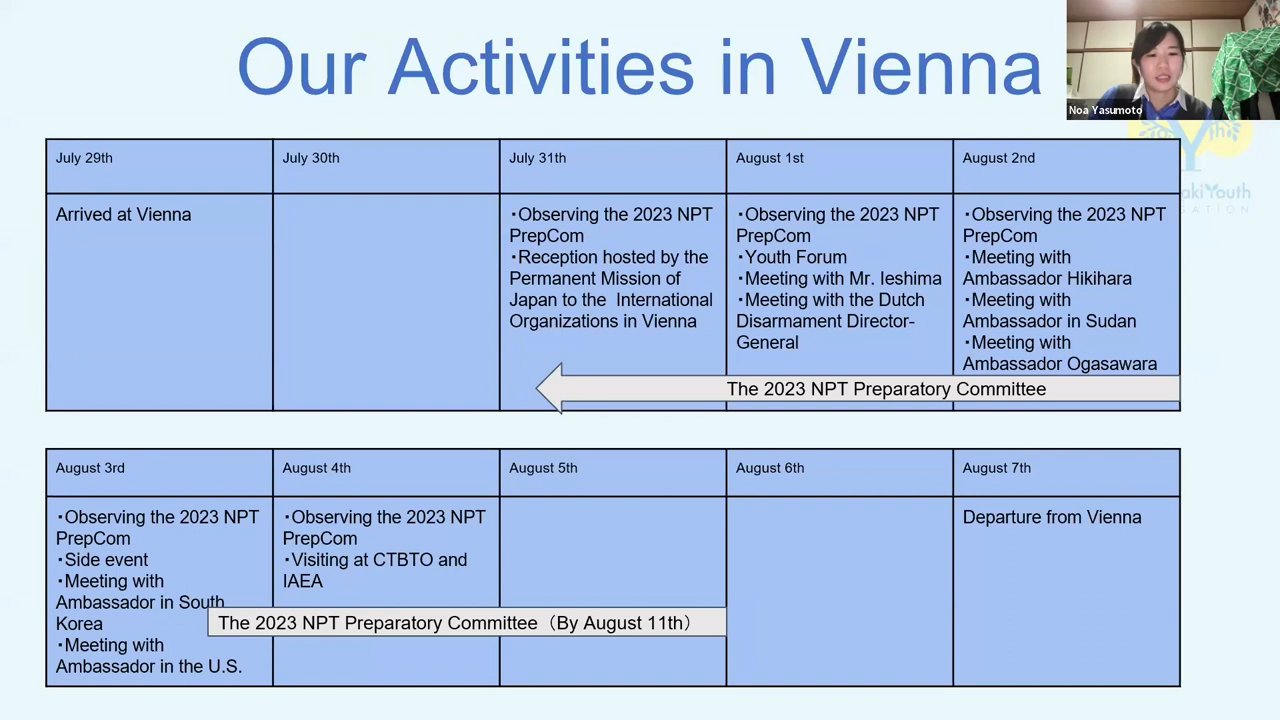 Our Activities in Vienna
Noa Yasumoto
July 29th
July 30th
July 31th
August 1st
August 2nd
Arrived at Vienna
・Observing the 2023 NPT
PrepCom
・Reception hosted by the
Permanent Mission of
Japan to the International
Organizations in Vienna
・Observing the 2023 NPT
PrepCom
・Youth Forum
・Meeting with Mr. Ieshima
・Meeting with the Dutch
Disarmament Director-
General
・Observing the 2023 NPT
PrepCom
・Meeting with
Ambassador Hikihara
・Meeting with
Ambassador in Sudan
・Meeting with
Ambassador Ogasawara
The 2023 NPT Preparatory Committee
August 3rd
August 4th
August 5th
August 6th
August 7th
・Observing the 2023 NPT
PrepCom
・Side event
・Meeting with
Ambassador in South
Korea
・Meeting with
Ambassador in the U.S.
・Observing the 2023 NPT
PrepCom
・Visiting at CTBTO and
IAEA
Departure from Vienna
The 2023 NPT Preparatory Committee（By August 11th）
Youth